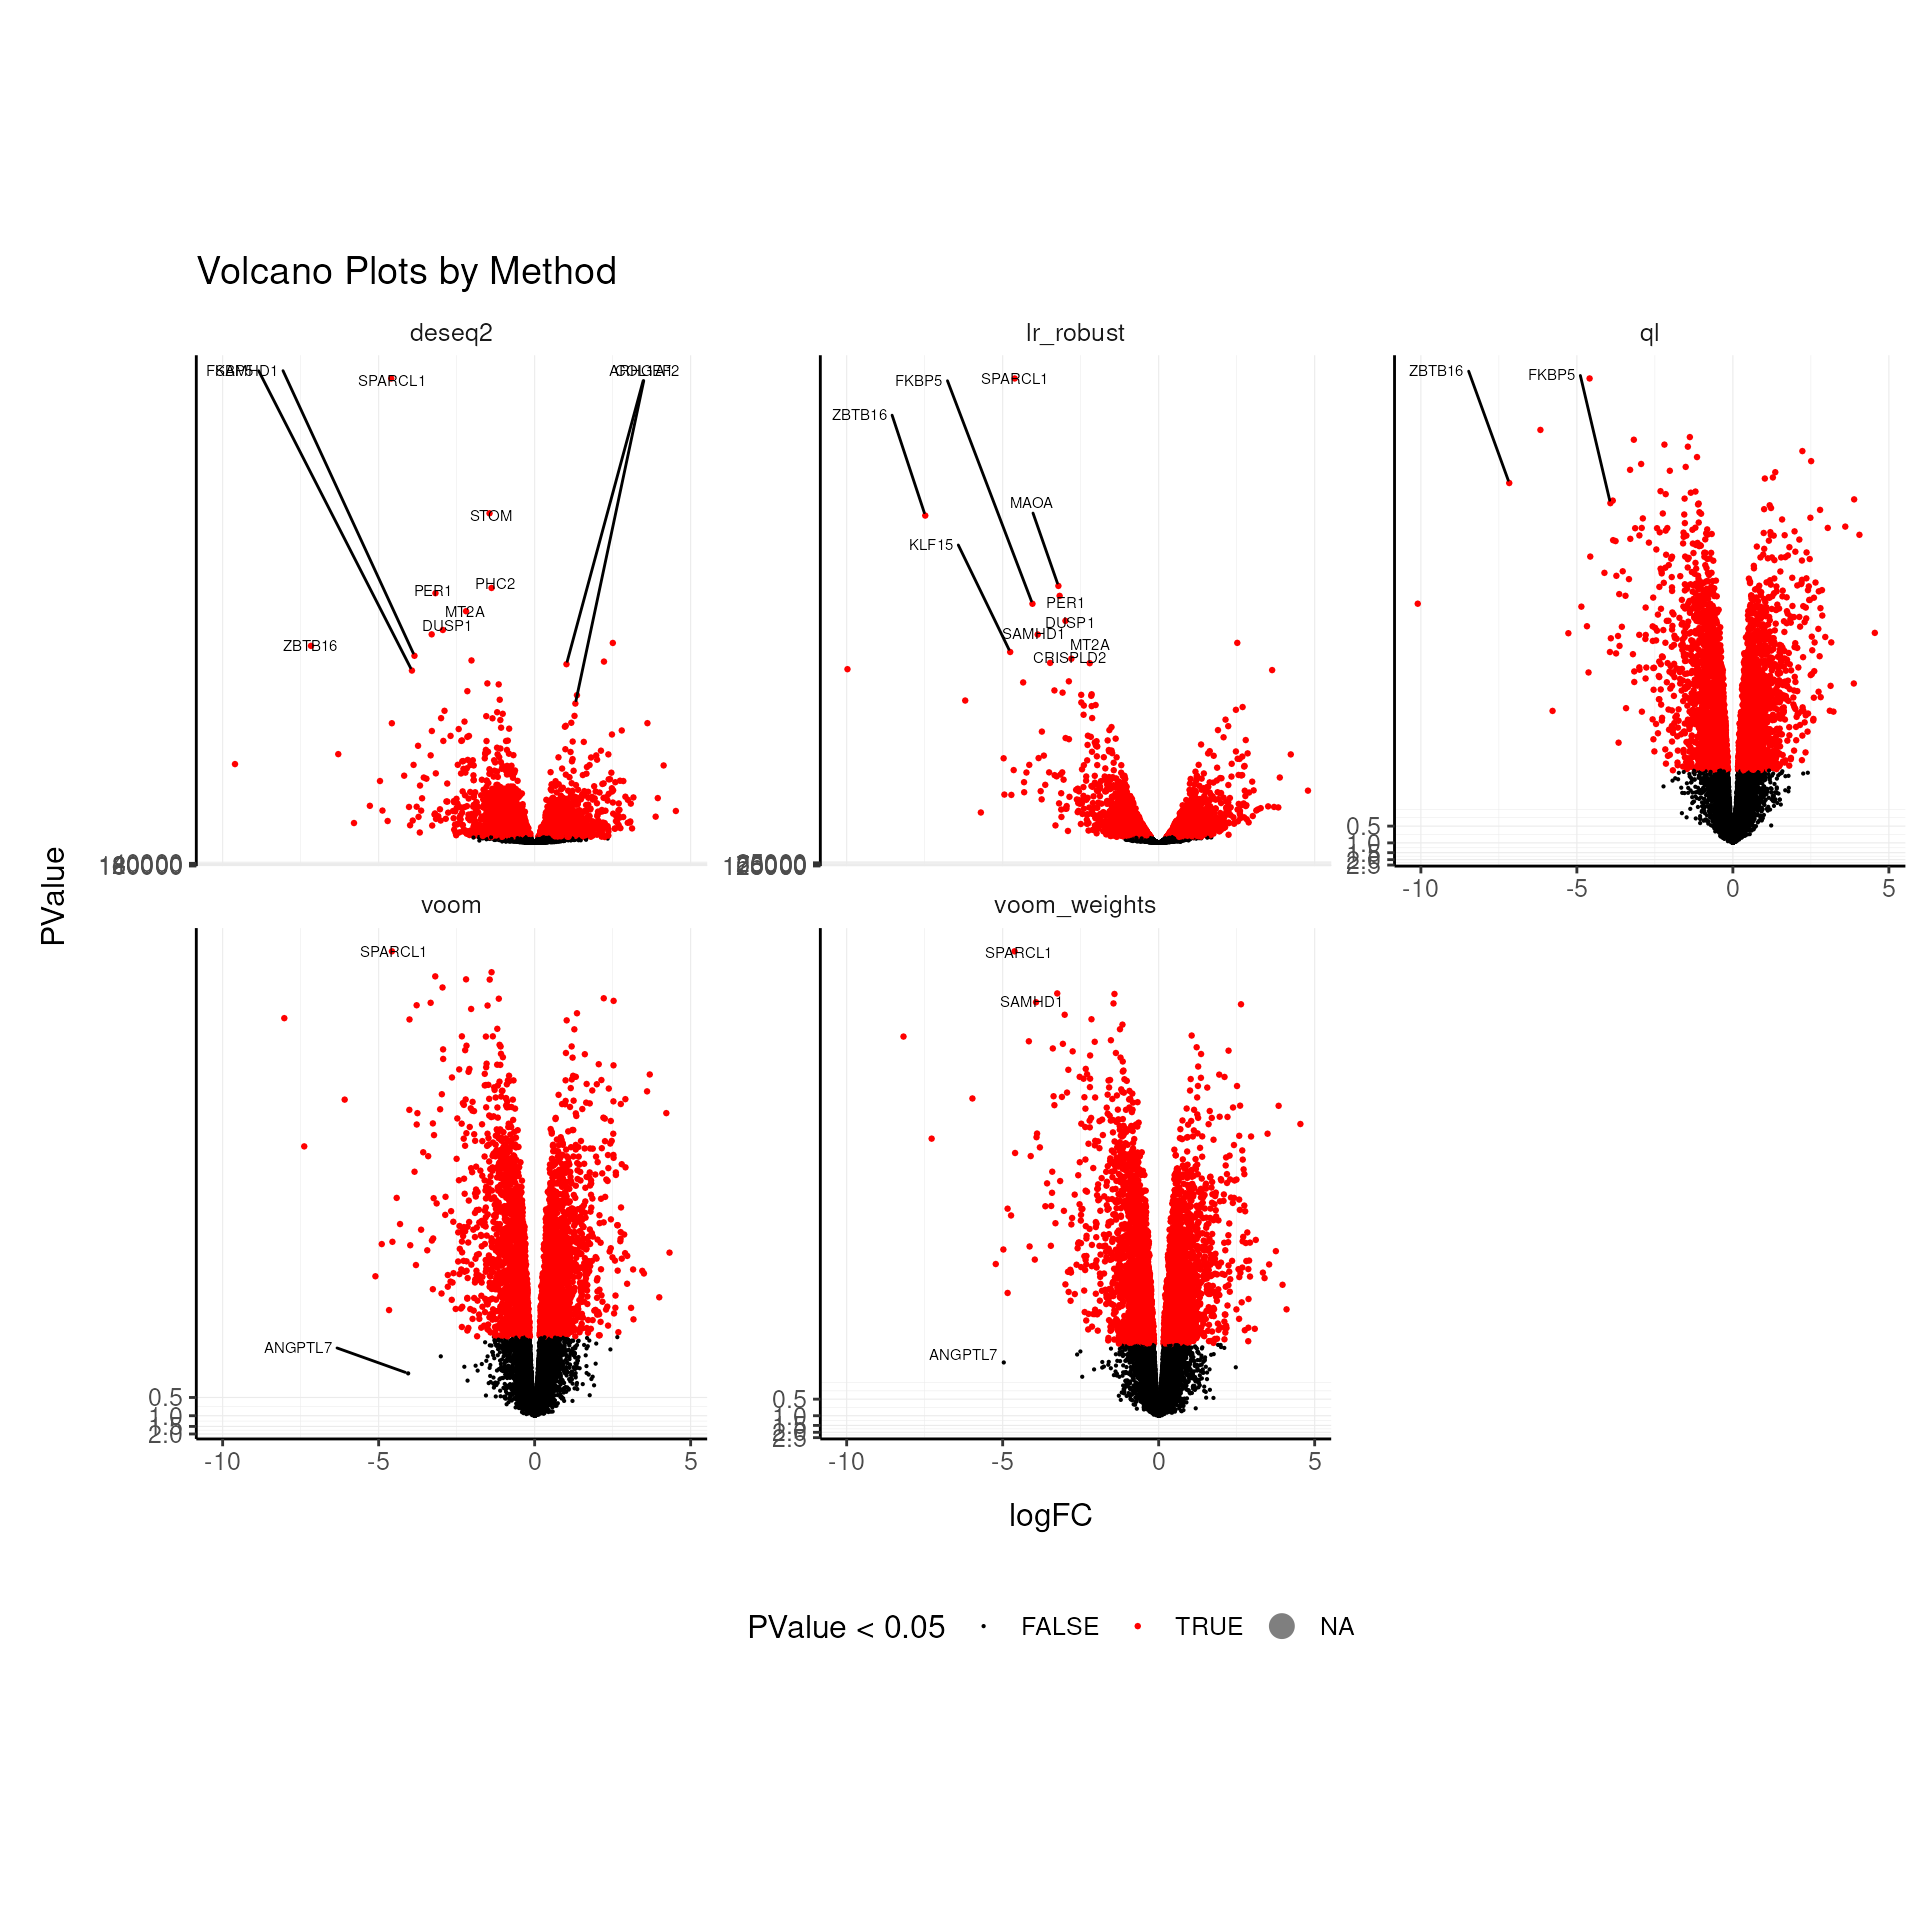 Volcano Plots by Method
deseq2
lr_robust
ql
SPARCL1
STOM
PHC2
PER1
MT2A
DUSP1
ZBTB16
SPARCL1
FKBP5
ZBTB16
MAOA
KLF15
PER1
DUSP1
SAMHD1
MT2A
CRISPLD2
ZBTB16
FKBP5
0.5
1.0
-10
-5
0
5
voom
voom_weights
SPARCL1
ANGPTL7
0.5
1.0
2.0
-10
-5
0
5
SPARCL1
SAMHD1
ANGPTL7
0.5
1.0
-10
-5
0
5
PValue
logFC
PValue < 0.05 FALSE TRUE NA